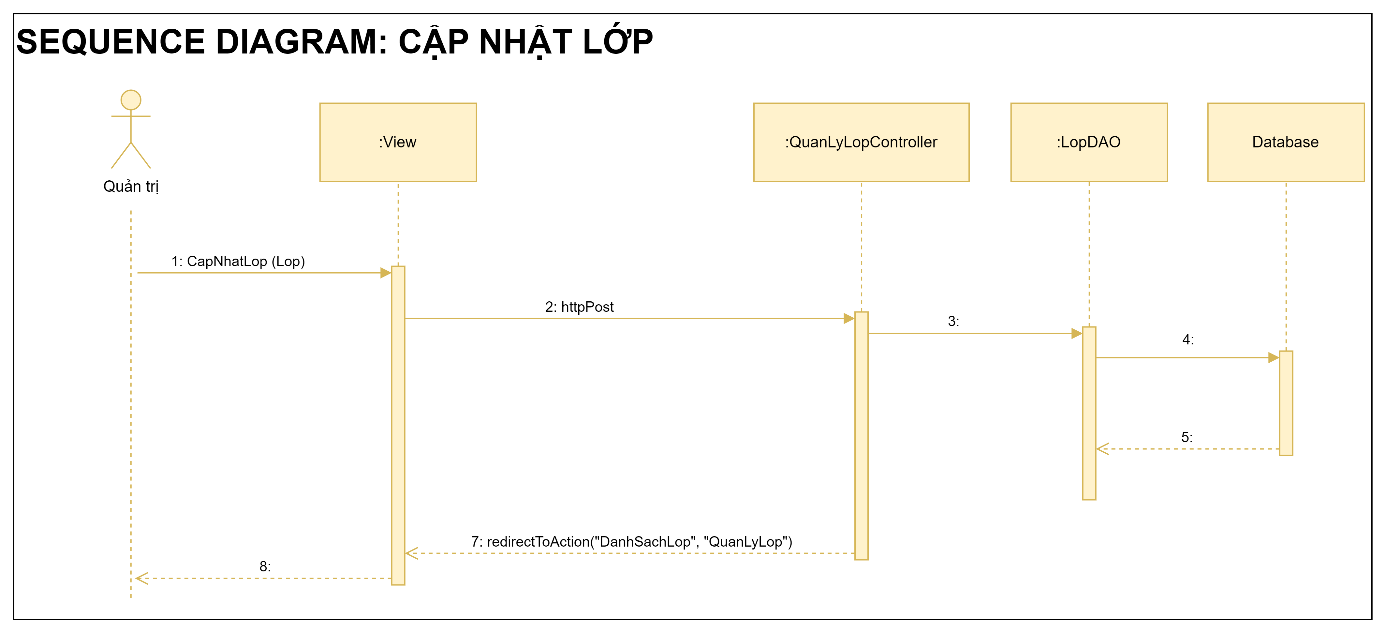 SEQUENCE DIAGRAM: CẬP NHẬT LỚP
:View
:QuanLyLopController
:LopDAO
Database
Quản trị
1: CapNhatLop (Lop)
2: httpPost
3:
4:
5:
7: redirectToAction("DanhSachLop", "QuanLyLop")
8: